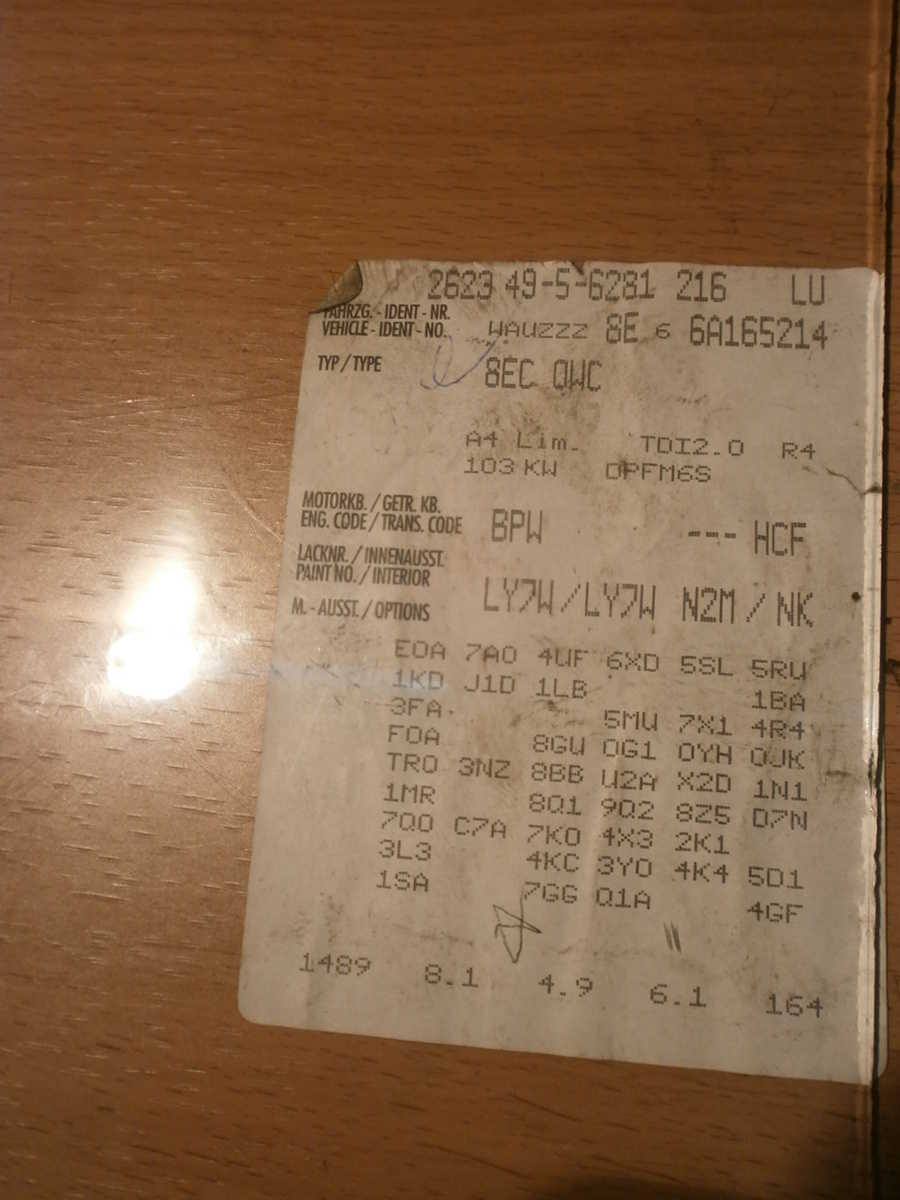 2623 49-5-6281 216 LU
FAHRZG. - IDENT - NR.
VEHICLE - IDENT - NO. WAUZZZ 8E 6 6A165214
TYP / TYPE 8EC QWC
A4 Lim. TDI2.0 R4
103 KW DPFM6S
MOTORKB. / GETR. KB.
ENG. CODE / TRANS. CODE BPW --- HCF
LACKNR. / INNENAUSST.
PAINT NO. / INTERIOR LY7W / LY7W N2M / NK
M. - AUSST. / OPTIONS
E0A 7A0 4UF 6XD 5SL 5RU
1KD J1D 1LB 1BA
3FA 5MU 7X1 4R4
F0A 8GU 0G1 0YH 0JK
TR0 3NZ 8BB U2A X2D 1N1
1MR 8Q1 9Q2 8Z5 D7N
7Q0 C7A 7K0 4X3 2K1
3L3 4KC 3Y0 4K4 5D1
1SA 7GG Q1A 4GF
1489 8.1 4.9 6.1 164